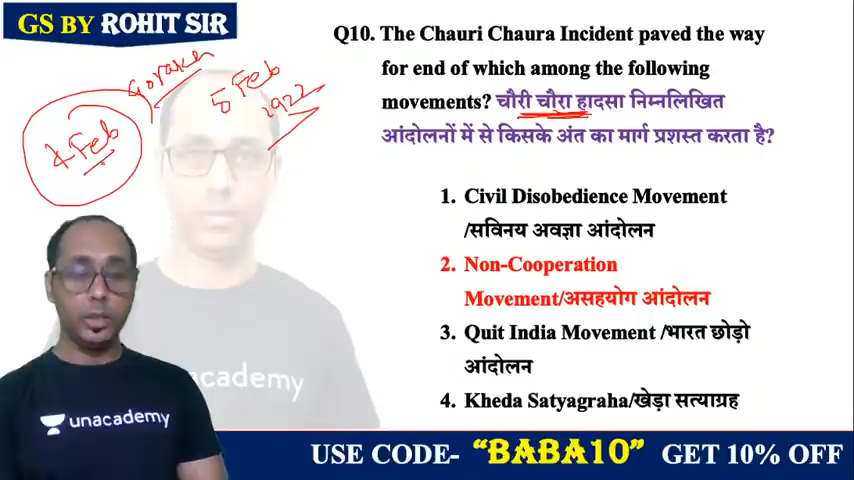 GS BY ROHIT SIR
Q10. The Chauri Chaura Incident paved the way
for end of which among the following
movements? चौरी चौरा हादसा निम्नलिखित
आंदोलनों में से किसके अंत का मार्ग प्रशस्त करता है?
1. Civil Disobedience Movement
/सविनय अवज्ञा आंदोलन
2. Non-Cooperation
Movement/असहयोग आंदोलन
3. Quit India Movement /भारत छोड़ो
आंदोलन
4. Kheda Satyagraha/खेड़ा सत्याग्रह
5 Feb
1922
4 Feb
unacademy
academy
USE CODE- “BABA10” GET 10% OFF